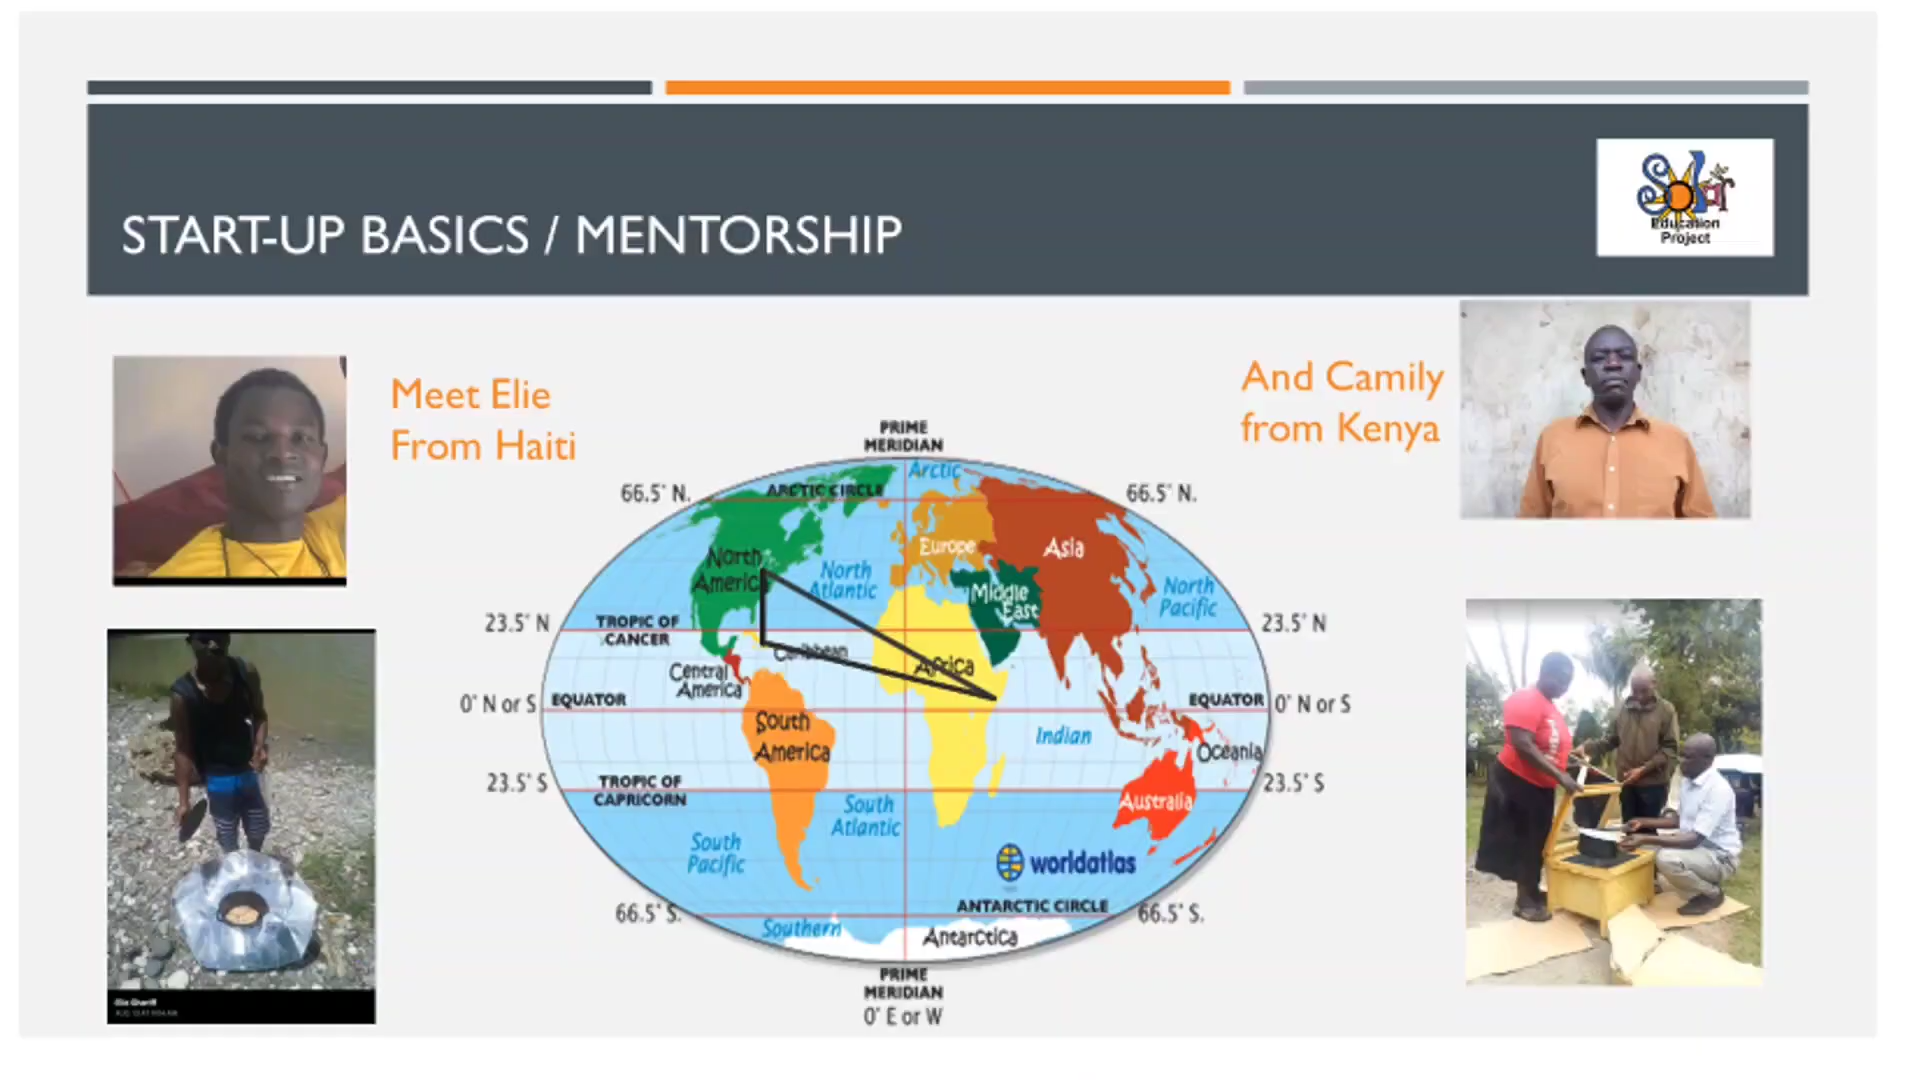 START-UP BASICS / MENTORSHIP
Solar
Education
Project
Meet Elie
From Haiti
And Camily
from Kenya
PRIME
MERIDIAN
66.5° N.
ARCTIC CIRCLE
Arctic
66.5° N.
North
America
North
Atlantic
Europe
Asia
Middle
East
North
Pacific
23.5° N
TROPIC OF
CANCER
23.5° N
Caribbean
Central
America
Africa
0° N or S
EQUATOR
EQUATOR
0° N or S
South
America
Indian
Oceania
23.5° S
TROPIC OF
CAPRICORN
23.5° S
Australia
South
Atlantic
South
Pacific
worldatlas
66.5° S.
ANTARCTIC CIRCLE
66.5° S.
Southern
Antarctica
PRIME
MERIDIAN
0° E or W